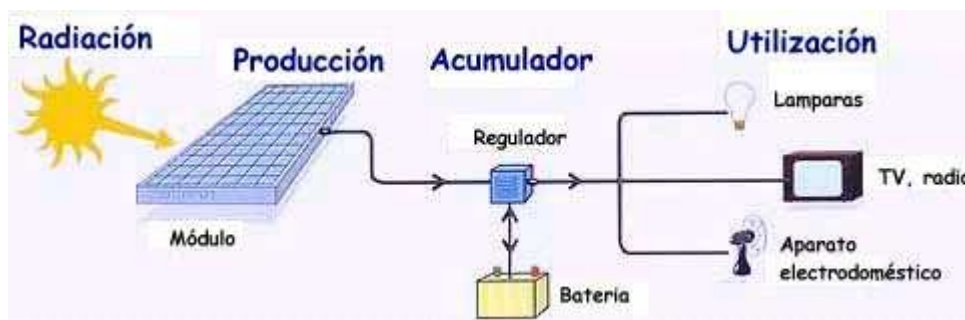 Radiación
Producción
Acumulador
Utilización
Lamparas
Regulador
TV, radio
Módulo
Bateria
Aparato
electrodoméstico